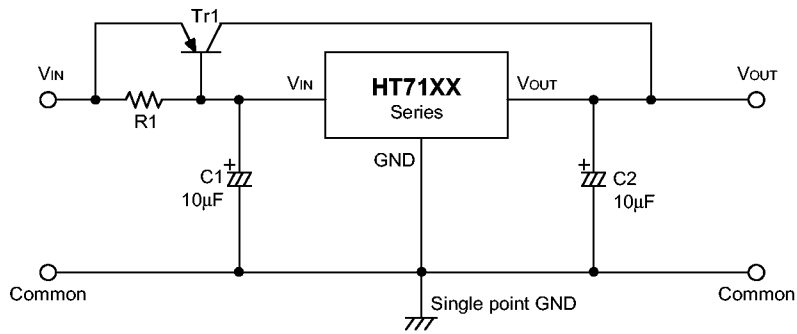 Tr1
VIN
R1
VIN
HT71XX
Series
VOUT
VOUT
GND
C1
10μF
C2
10μF
Common
Single point GND
Common